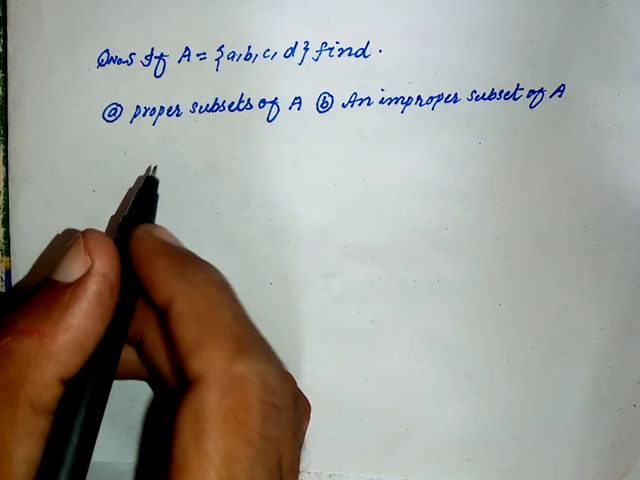 Ques If A = {a, b, c, d} find.
ⓐ proper subsets of A ⓑ An improper subset of A